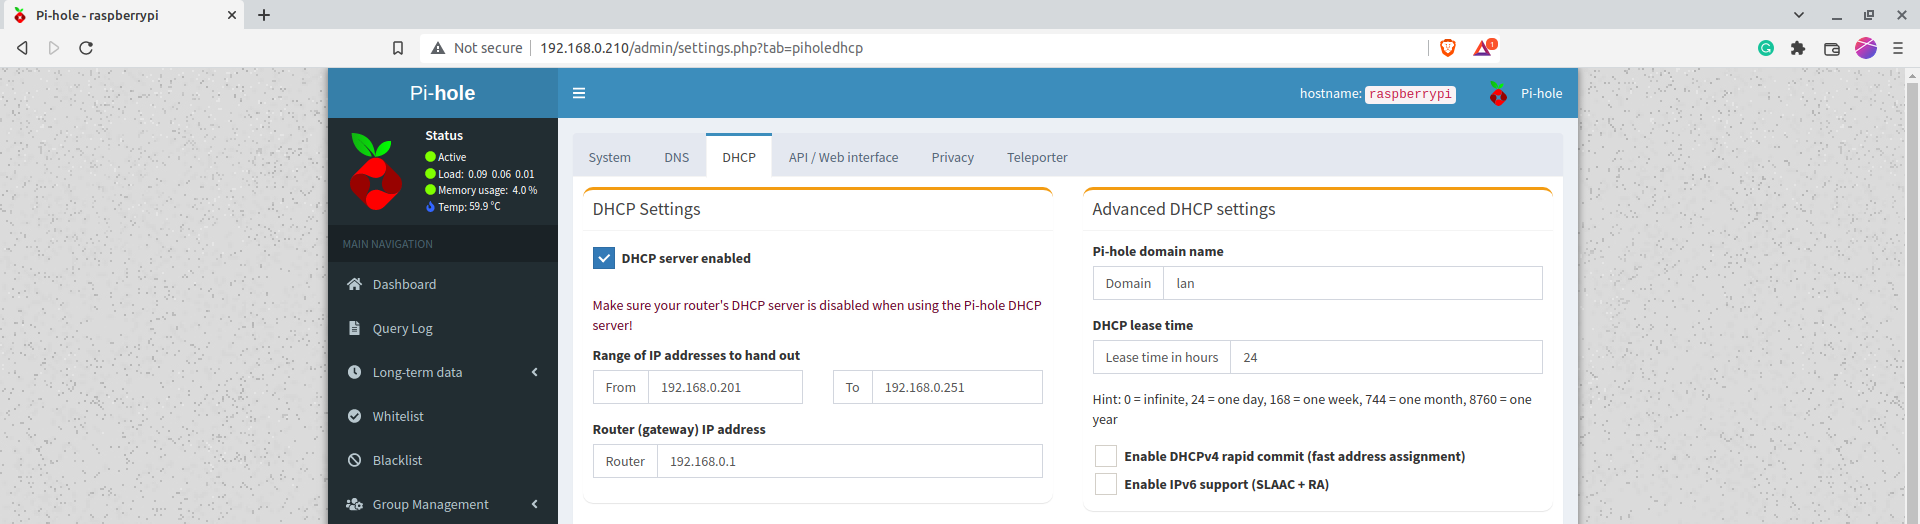 Pi-hole - raspberrypi
Not secure 192.168.0.210/admin/settings.php?tab=piholedhcp
1
Pi-hole
hostname: raspberrypi Pi-hole
Status
Active
Load: 0.09 0.06 0.01
Memory usage: 4.0 %
Temp: 59.9 °C
MAIN NAVIGATION
Dashboard
Query Log
Long-term data
Whitelist
Blacklist
Group Management
System DNS DHCP API / Web interface Privacy Teleporter
DHCP Settings
DHCP server enabled
Make sure your router's DHCP server is disabled when using the Pi-hole DHCP
server!
Range of IP addresses to hand out
From 192.168.0.201 To 192.168.0.251
Router (gateway) IP address
Router 192.168.0.1
Advanced DHCP settings
Pi-hole domain name
Domain lan
DHCP lease time
Lease time in hours 24
Hint: 0 = infinite, 24 = one day, 168 = one week, 744 = one month, 8760 = one
year
Enable DHCPv4 rapid commit (fast address assignment)
Enable IPv6 support (SLAAC + RA)